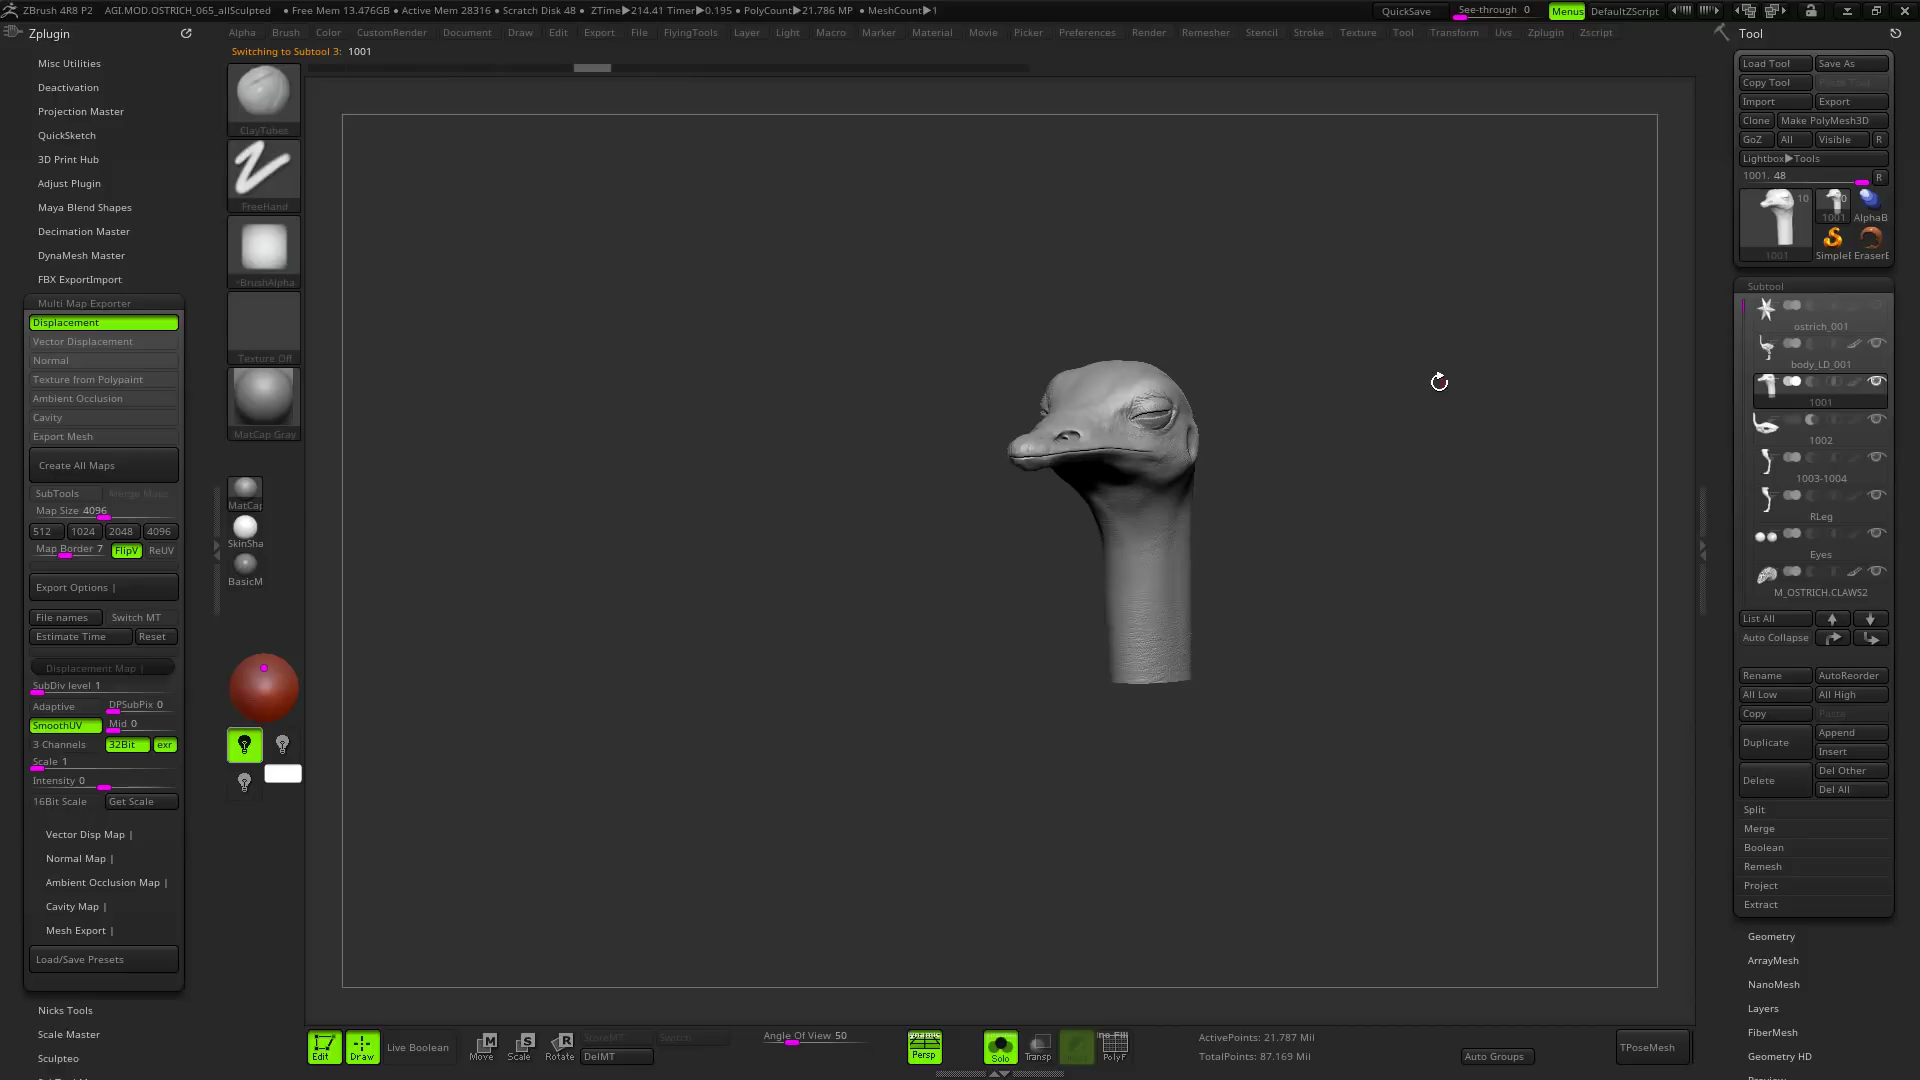 ZBrush 4R8 P2 AGI.MOD.OSTRICH_065_allSculpted • Free Mem 13.476GB • Active Mem 28316 • Scratch Disk 48 • ZTime▶214.41 Timer▶0.195 • PolyCount▶21.786 MP • MeshCount▶1
QuickSave See-through 0 Menus DefaultZScript
Zplugin
Alpha Brush Color CustomRender Document Draw Edit Export File FlyingTools Layer Light Macro Marker Material Movie Picker Preferences Render Remesher Stencil Stroke Texture Tool Transform Uvs Zplugin Zscript
Switching to Subtool 3: 1001
Misc Utilities
Deactivation
Projection Master
QuickSketch
3D Print Hub
Adjust Plugin
Maya Blend Shapes
Decimation Master
DynaMesh Master
FBX ExportImport
Multi Map Exporter
Displacement
Vector Displacement
Normal
Texture from Polypaint
Ambient Occlusion
Cavity
Export Mesh
Create All Maps
SubTools Merge Maps
Map Size 4096
512 1024 2048 4096
Map Border 7 FlipV ReUV
Export Options |
File names Switch MT
Estimate Time Reset
Displacement Map |
SubDiv level 1
Adaptive DPSubPix 0
SmoothUV Mid 0
3 Channels 32Bit exr
Scale 1
Intensity 0
16Bit Scale Get Scale
Vector Disp Map |
Normal Map |
Ambient Occlusion Map |
Cavity Map |
Mesh Export |
Load/Save Presets
Nicks Tools
Scale Master
Sculpteo
ClayTubes
FreeHand
~BrushAlpha
Texture Off
MatCap Gray
MatCap
SkinSha
BasicM
Edit Draw Live Boolean
Move Scale Rotate
StoreMT Switch
DelMT
Angle Of View 50
Dynamic
Persp
Solo
Transp
PolyF
ActivePoints: 21.787 Mil
TotalPoints: 87.169 Mil
Auto Groups
TPoseMesh
Tool
Load Tool Save As
Copy Tool Paste Tool
Import Export
Clone Make PolyMesh3D
GoZ All Visible R
Lightbox▶Tools
1001. 48 R
10
1001 1001 AlphaB
SimpleB EraserB
Subtool
ostrich_001
body_LD_001
1001
1002
1003-1004
RLeg
Eyes
M_OSTRICH.CLAWS2
List All
Auto Collapse
Rename AutoReorder
All Low All High
Copy Paste
Duplicate Append
Insert
Delete Del Other
Del All
Split
Merge
Boolean
Remesh
Project
Extract
Geometry
ArrayMesh
NanoMesh
Layers
FiberMesh
Geometry HD